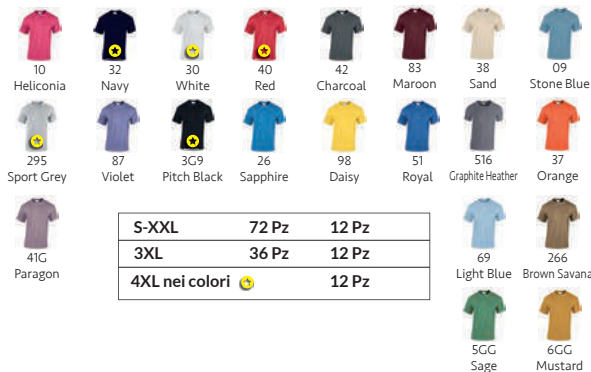 10 32 30 40 42 83 38 09
Heliconia Navy White Red Charcoal Maroon Sand Stone Blue
295 87 3G9 26 98 51 516 37
Sport Grey Violet Pitch Black Sapphire Daisy Royal Graphite Heather Orange
41G
Paragon
S-XXL 72 Pz 12 Pz
3XL 36 Pz 12 Pz
4XL nei colori 12 Pz
69 266
Light Blue Brown Savana
5GG 6GG
Sage Mustard